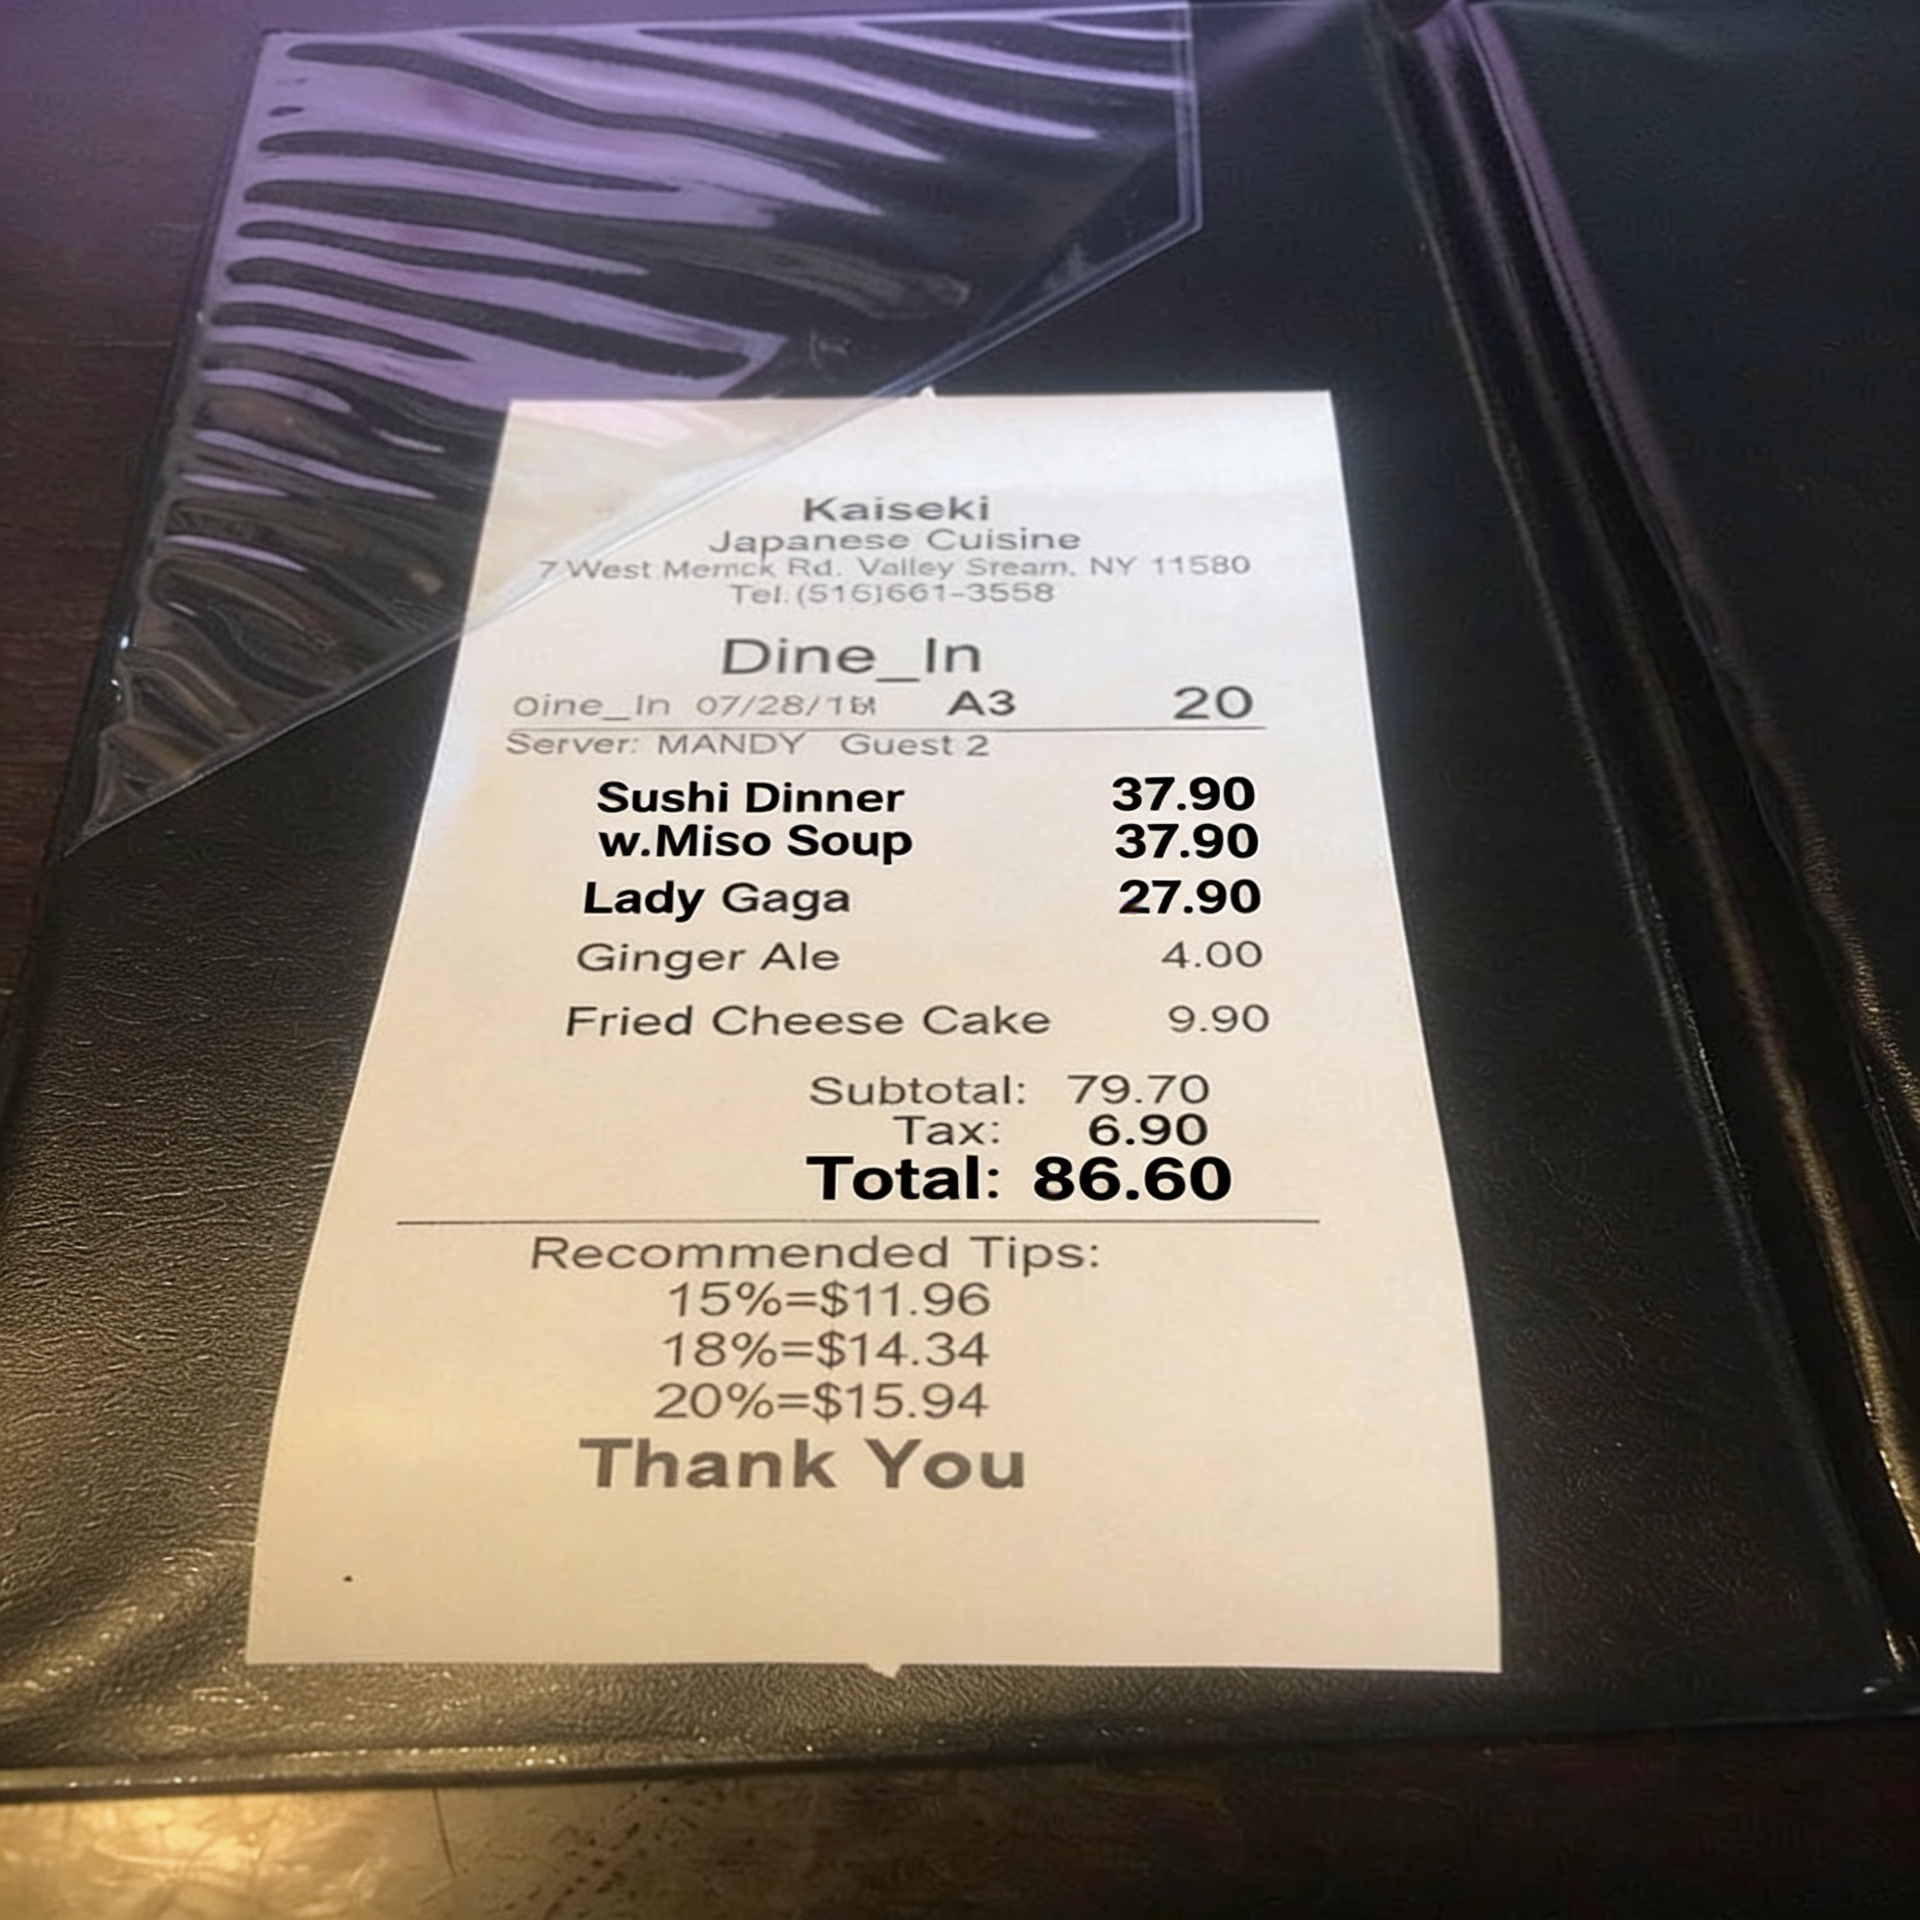 Kaiseki
Japanese Cuisine
7 West Merrick Rd. Valley Sream. NY 11580
Tel.(516)661-3558
Dine_In
Oine_In 07/28/ A3 20
Server: MANDY Guest 2
Sushi Dinner 37.90
w.Miso Soup 37.90
Lady Gaga 27.90
Ginger Ale 4.00
Fried Cheese Cake 9.90
Subtotal: 79.70
Tax: 6.90
Total: 86.60
Recommended Tips:
15%=$11.96
18%=$14.34
20%=$15.94
Thank You